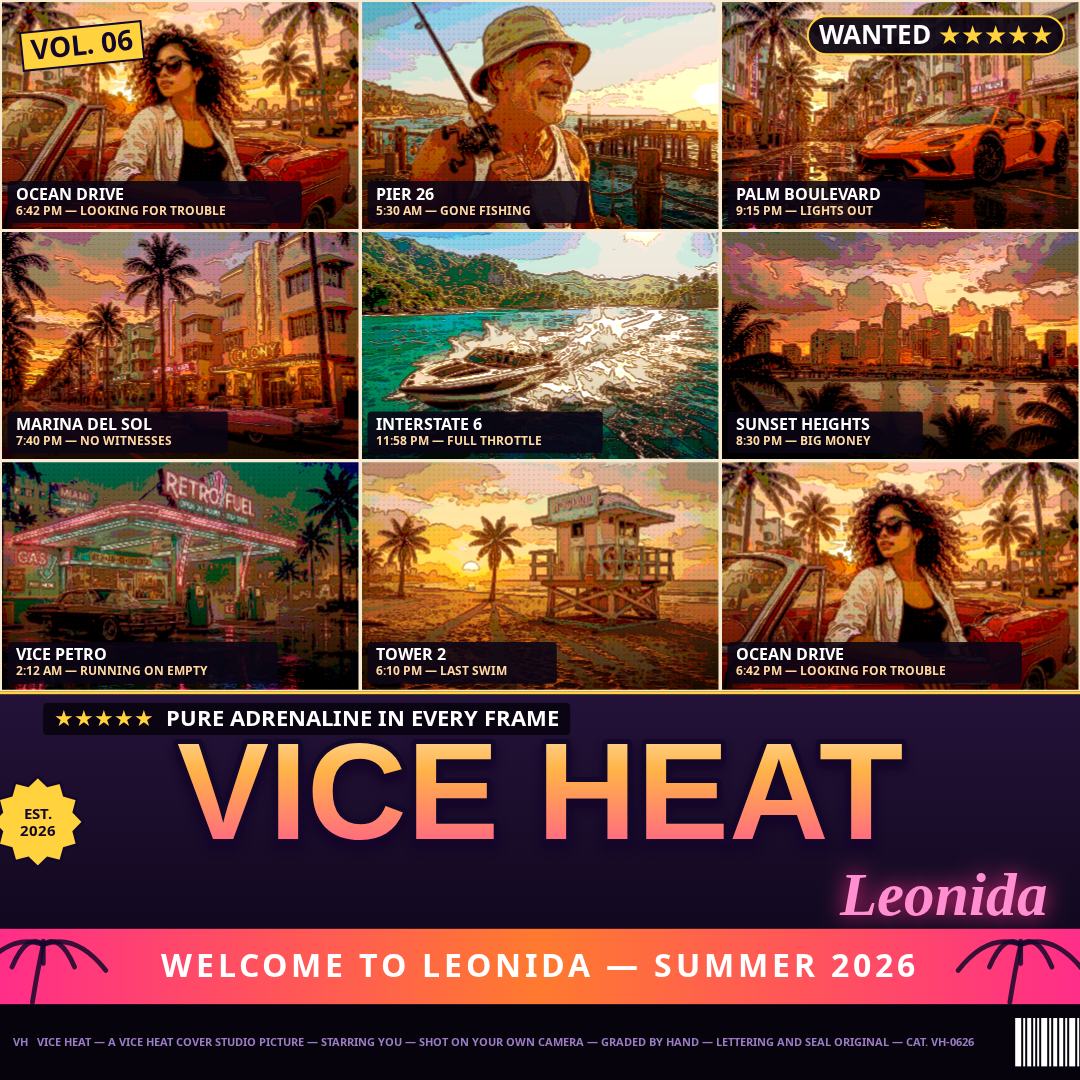 VOL. 06
WANTED ★★★★★
OCEAN DRIVE
6:42 PM — LOOKING FOR TROUBLE
PIER 26
5:30 AM — GONE FISHING
PALM BOULEVARD
9:15 PM — LIGHTS OUT
COLONY
MARINA DEL SOL
7:40 PM — NO WITNESSES
INTERSTATE 6
11:58 PM — FULL THROTTLE
SUNSET HEIGHTS
8:30 PM — BIG MONEY
MIAMI
RETRO FUEL
OPEN 24 HOURS
GAS
VICE PETRO
2:12 AM — RUNNING ON EMPTY
TOWER 2
6:10 PM — LAST SWIM
OCEAN DRIVE
6:42 PM — LOOKING FOR TROUBLE
★★★★★ PURE ADRENALINE IN EVERY FRAME
VICE HEAT
EST.
2026
Leonida
WELCOME TO LEONIDA — SUMMER 2026
VH VICE HEAT — A VICE HEAT COVER STUDIO PICTURE — STARRING YOU — SHOT ON YOUR OWN CAMERA — GRADED BY HAND — LETTERING AND SEAL ORIGINAL — CAT. VH-0626